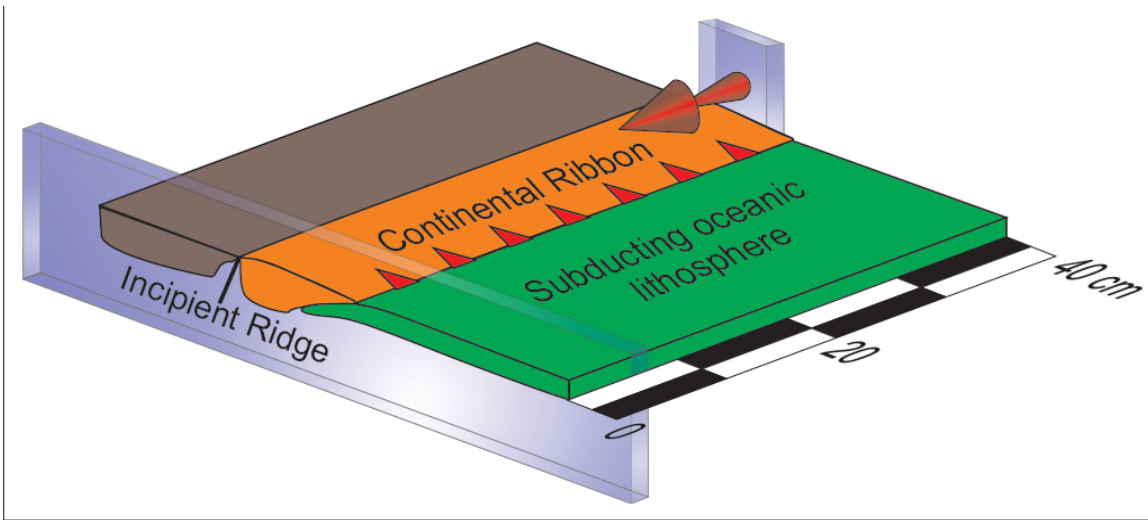 Continental Ribbon
Subducting oceanic
lithosphere
Incipient Ridge
0
20
40 cm